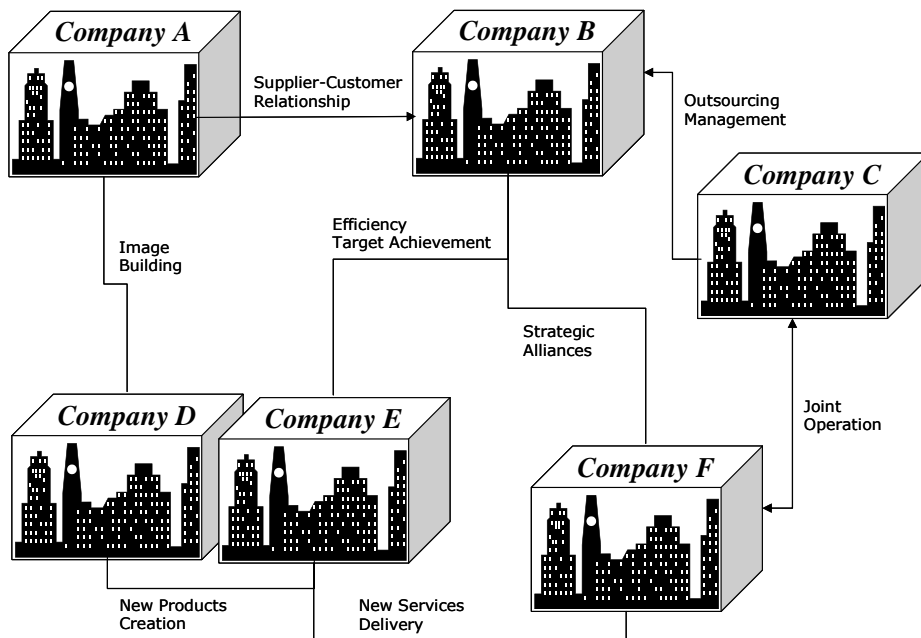 Company A
Company B
Supplier-Customer
Relationship
Outsourcing
Management
Company C
Image
Building
Efficiency
Target Achievement
Strategic
Alliances
Joint
Operation
Company D
Company E
Company F
New Products
Creation
New Services
Delivery